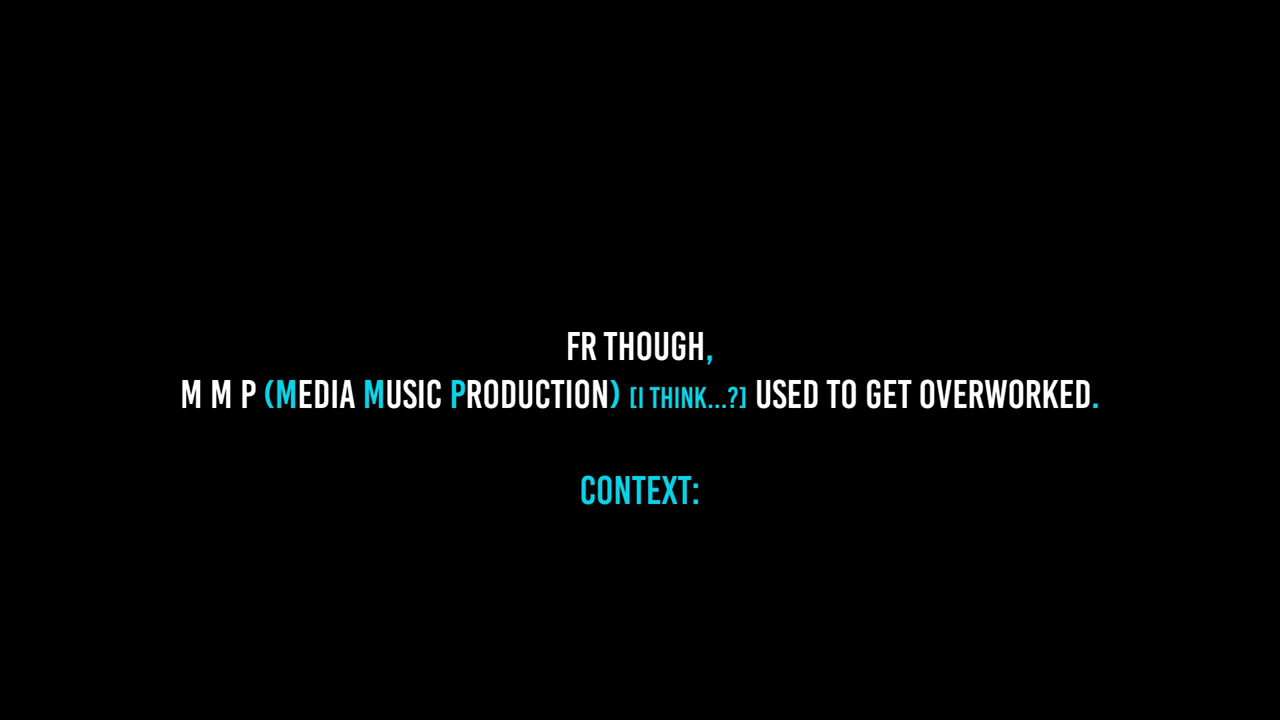 FR THOUGH,
M M P (MEDIA MUSIC PRODUCTION) [I THINK...?] USED TO GET OVERWORKED.
CONTEXT: